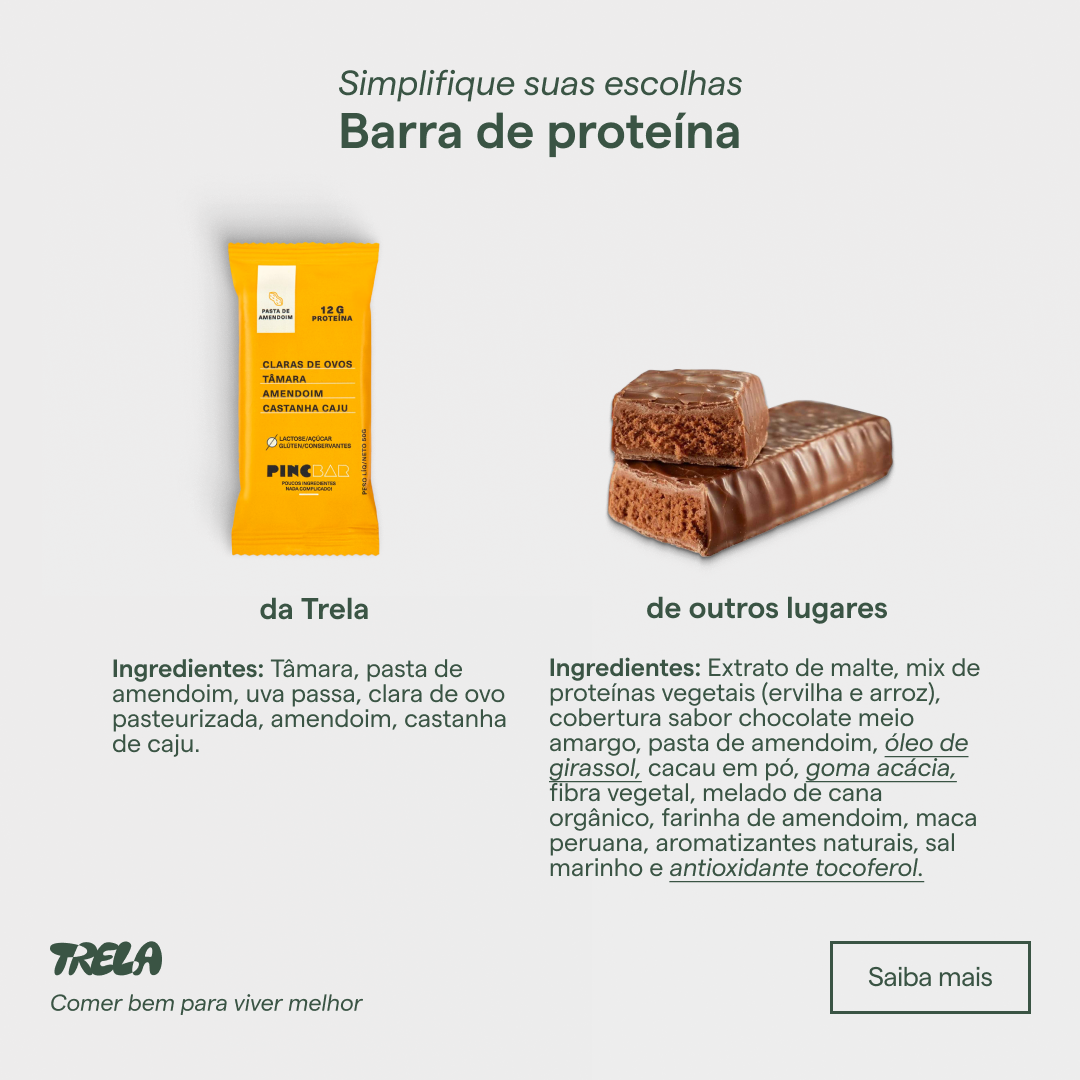 Simplifique suas escolhas
Barra de proteína
PASTA DE
AMENDOIM
12 G
PROTEÍNA
CLARAS DE OVOS
TÂMARA
AMENDOIM
CASTANHA CAJU
LACTOSE/AÇÚCAR
GLÚTEN/CONSERVANTES
PINCBAR
POUCOS INGREDIENTES
NADA COMPLICADO!
PESO LÍQ/NETO 50G
da Trela
Ingredientes: Tâmara, pasta de
amendoim, uva passa, clara de ovo
pasteurizada, amendoim, castanha
de caju.
de outros lugares
Ingredientes: Extrato de malte, mix de
proteínas vegetais (ervilha e arroz),
cobertura sabor chocolate meio
amargo, pasta de amendoim, óleo de
girassol, cacau em pó, goma acácia,
fibra vegetal, melado de cana
orgânico, farinha de amendoim, maca
peruana, aromatizantes naturais, sal
marinho e antioxidante tocoferol.
TRELA
Comer bem para viver melhor
Saiba mais